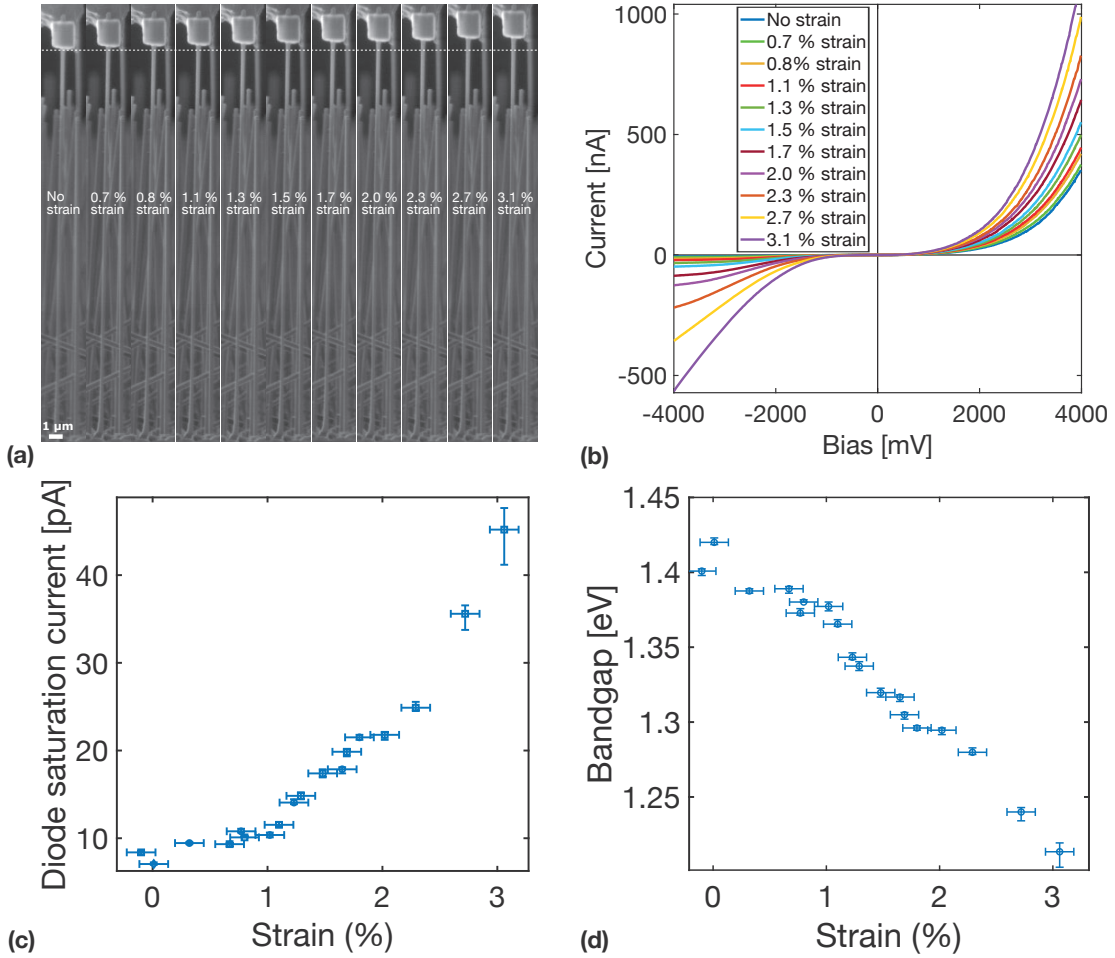 No strain
0.7 % strain
0.8 % strain
1.1 % strain
1.3 % strain
1.5 % strain
1.7 % strain
2.0 % strain
2.3 % strain
2.7 % strain
3.1 % strain
1 µm
(a)
1000
500
0
-500
-4000 -2000 0 2000 4000
Current [nA]
Bias [mV]
No strain
0.7 % strain
0.8% strain
1.1 % strain
1.3 % strain
1.5 % strain
1.7 % strain
2.0 % strain
2.3 % strain
2.7 % strain
3.1 % strain
(b)
Diode saturation current [pA]
40
30
20
10
0 1 2 3
Strain (%)
(c)
Bandgap [eV]
1.45
1.4
1.35
1.3
1.25
0 1 2 3
Strain (%)
(d)